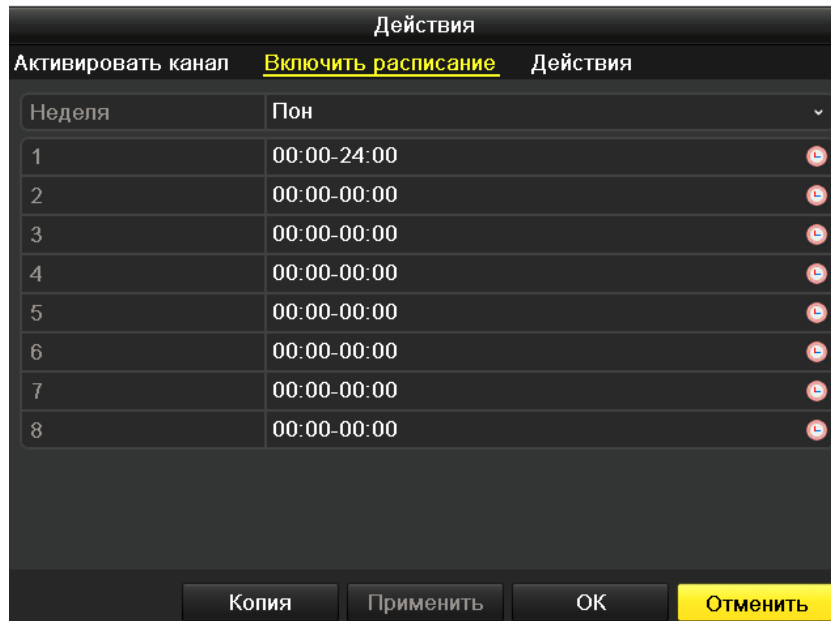 Действия
Активировать канал Включить расписание Действия
Неделя Пон
1 00:00-24:00
2 00:00-00:00
3 00:00-00:00
4 00:00-00:00
5 00:00-00:00
6 00:00-00:00
7 00:00-00:00
8 00:00-00:00
Копия Применить OK Отменить